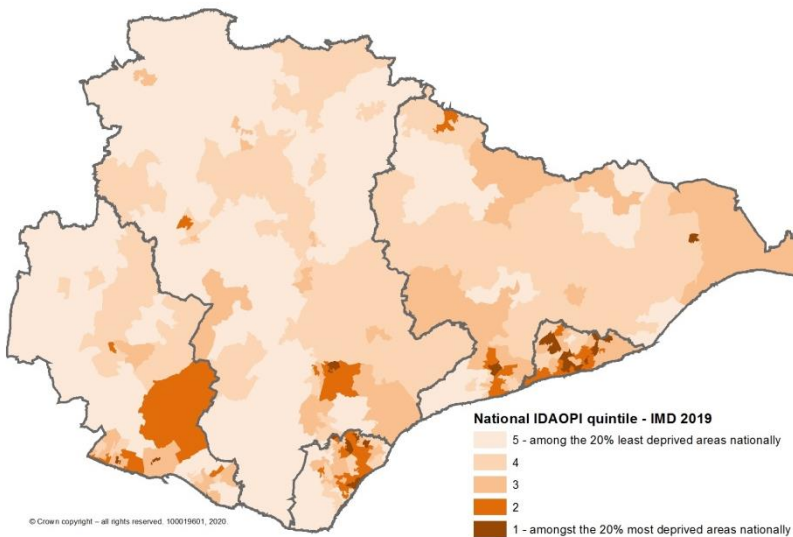 National IDAOPI quintile - IMD 2019
5 - among the 20% least deprived areas nationally
4
3
2
1 - amongst the 20% most deprived areas nationally
© Crown copyright – all rights reserved. 100019601, 2020.